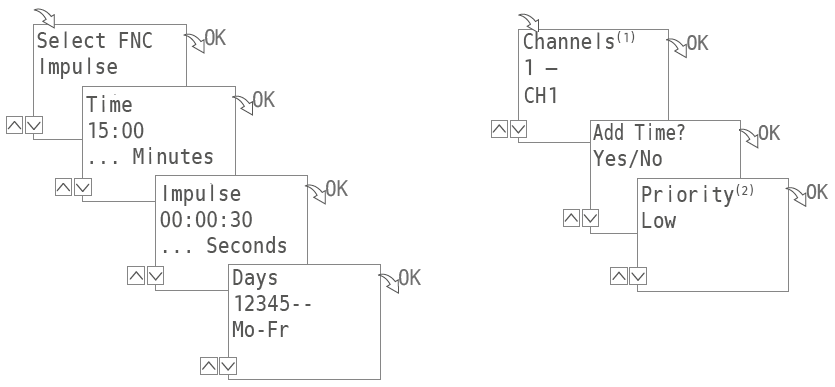 Select FNC
Impulse
OK
Time
15:00
... Minutes
OK
Impulse
00:00:30
... Seconds
OK
Days
12345--
Mo-Fr
OK
Channels(1)
1 –
CH1
OK
Add Time?
Yes/No
OK
Priority(2)
Low
OK